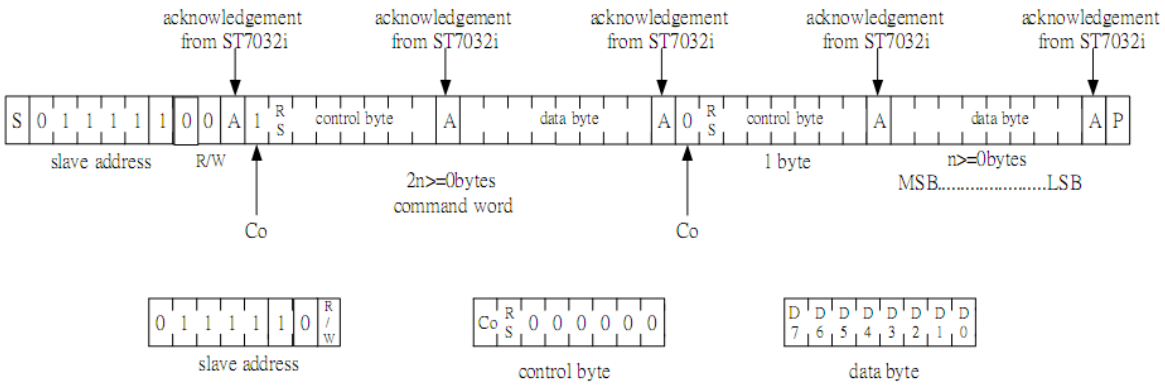 acknowledgement acknowledgement acknowledgement acknowledgement acknowledgement
from ST7032i from ST7032i from ST7032i from ST7032i from ST7032i
S 0 1 1 1 1 1 0 0 A 1 RS control byte A data byte A 0 RS control byte A data byte A P
slave address R/W 1 byte n>=0bytes
2n>=0bytes MSB......................LSB
command word
Co Co
0 1 1 1 1 1 0 R/W Co RS 0 0 0 0 0 0 D7 D6 D5 D4 D3 D2 D1 D0
slave address control byte data byte